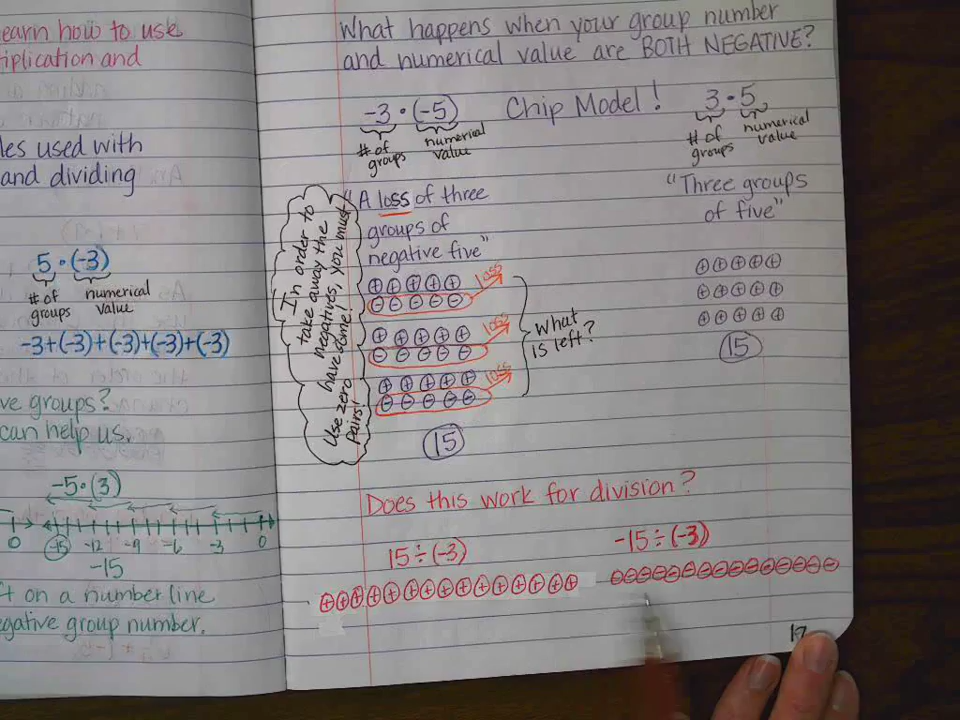 earn how to use
iplication and
les used with
and dividing
5 · (-3)
# of groups
numerical value
-3+(-3)+(-3)+(-3)+(-3)
ve groups?
can help us.
-5·(3)
0 -15 -12 -9 -6 -3 0
-15
ft on a number line
egative group number.
What happens when your group number
and numerical value are BOTH NEGATIVE?
-3 · (-5)
# of groups
numerical value
Chip Model!
3 · 5
# of groups
numerical value
"A loss of three
groups of
negative five"
In order to
take away the
negatives, you must
have some!
Use zero
pairs!
loss
loss
loss
What
is left?
15
"Three groups
of five"
15
Does this work for division?
15 ÷ (-3)
-15 ÷ (-3)